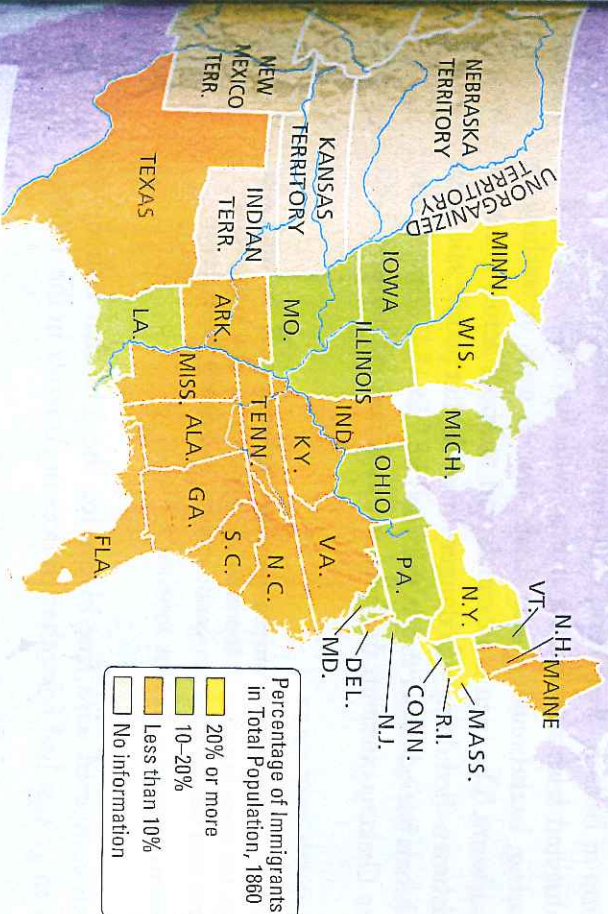 NEBRASKA
TERRITORY
UNORGANIZED
TERRITORY
MINN.
WIS.
MICH.
IOWA
NEW
MEXICO
TERR.
KANSAS
TERRITORY
INDIAN
TERR.
TEXAS
MO.
ILLINOIS
IND.
OHIO
PA.
N.Y.
VT.
N.H.
MAINE
MASS.
R.I.
CONN.
N.J.
DEL.
MD.
VA.
KY.
TENN.
N.C.
S.C.
ARK.
LA.
MISS.
ALA.
GA.
FLA.
Percentage of Immigrants
in Total Population, 1860
20% or more
10–20%
Less than 10%
No information